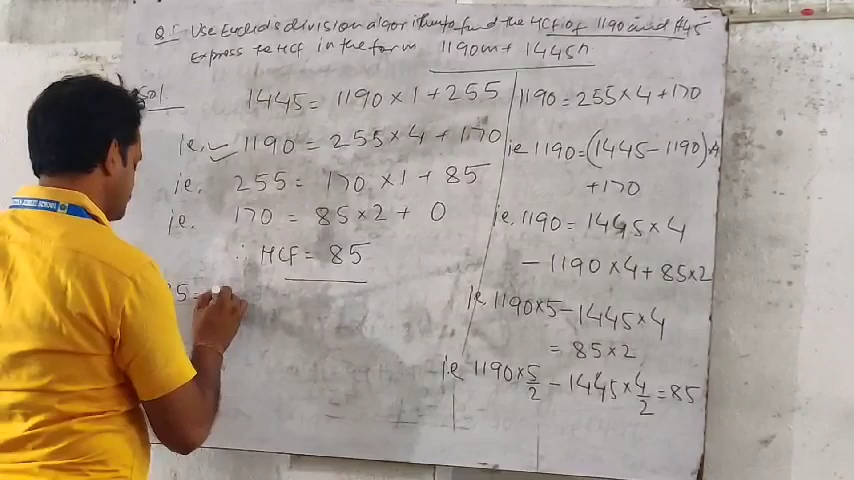 Q.1 Use Euclid's division algorithm to find the HCF of 1190 and 1445
Express the HCF in the form 1190m + 1445n
Sol
1445 = 1190 × 1 + 255
ie. 1190 = 255 × 4 + 170
ie. 255 = 170 × 1 + 85
ie. 170 = 85 × 2 + 0
∴ HCF = 85
85 =
1190 = 255 × 4 + 170
ie 1190 = (1445 - 1190) × 4
+ 170
ie. 1190 = 1445 × 4
- 1190 × 4 + 85 × 2
ie 1190 × 5 - 1445 × 4
= 85 × 2
i.e 1190 × 5/2 - 1445 × 4/2 = 85